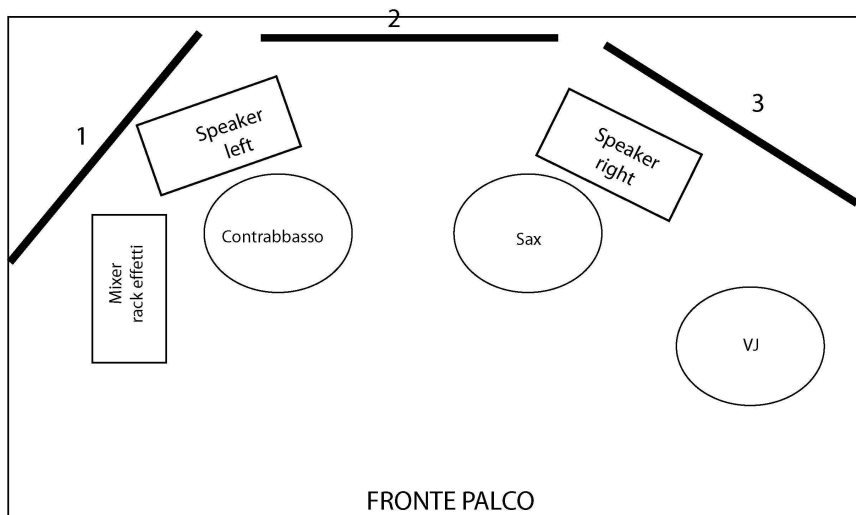 2
1
3
Speaker
left
Speaker
right
Contrabbasso
Sax
Mixer
rack effetti
VJ
FRONTE PALCO